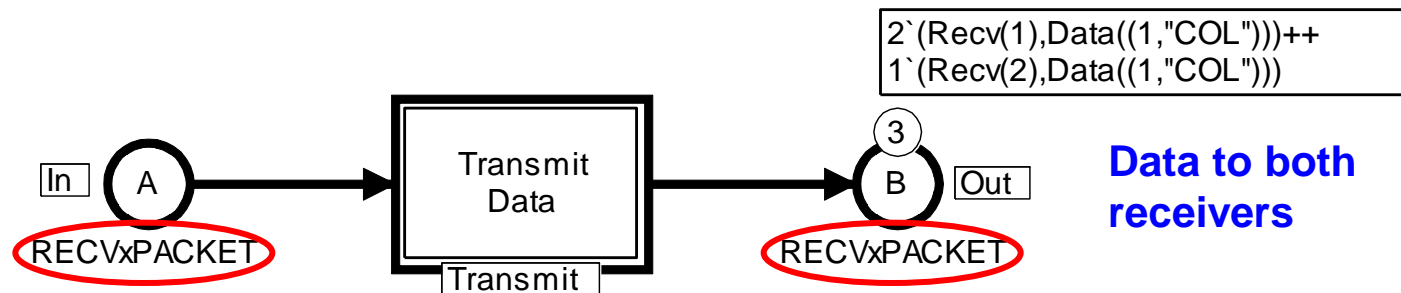 2`(Recv(1),Data((1,"COL")))++
1`(Recv(2),Data((1,"COL")))
3
In
A
Transmit
Data
B
Out
Data to both
receivers
RECVxPACKET
RECVxPACKET
Transmit